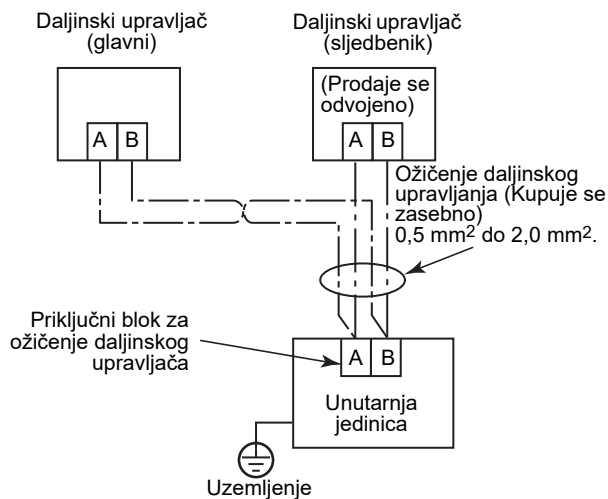 Daljinski upravljač
(glavni)
Daljinski upravljač
(sljedbenik)
(Prodaje se
odvojeno)
A B
A B
Ožičenje daljinskog
upravljanja (Kupuje se
zasebno)
0,5 mm² do 2,0 mm².
Priključni blok za
ožičenje daljinskog
upravljača
A B
Unutarnja
jedinica
Uzemljenje